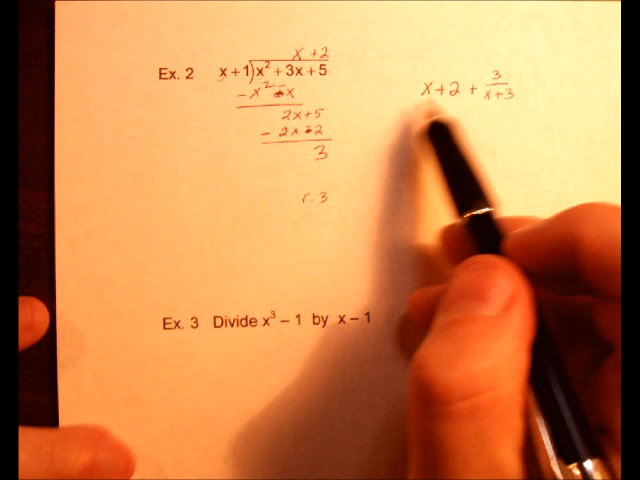 x + 2
Ex. 2 x + 1)x² + 3x + 5
- x² - x
2x + 5
- 2x - 2
3
r. 3
x + 2 + 3/(x+3)
Ex. 3 Divide x³ – 1 by x – 1